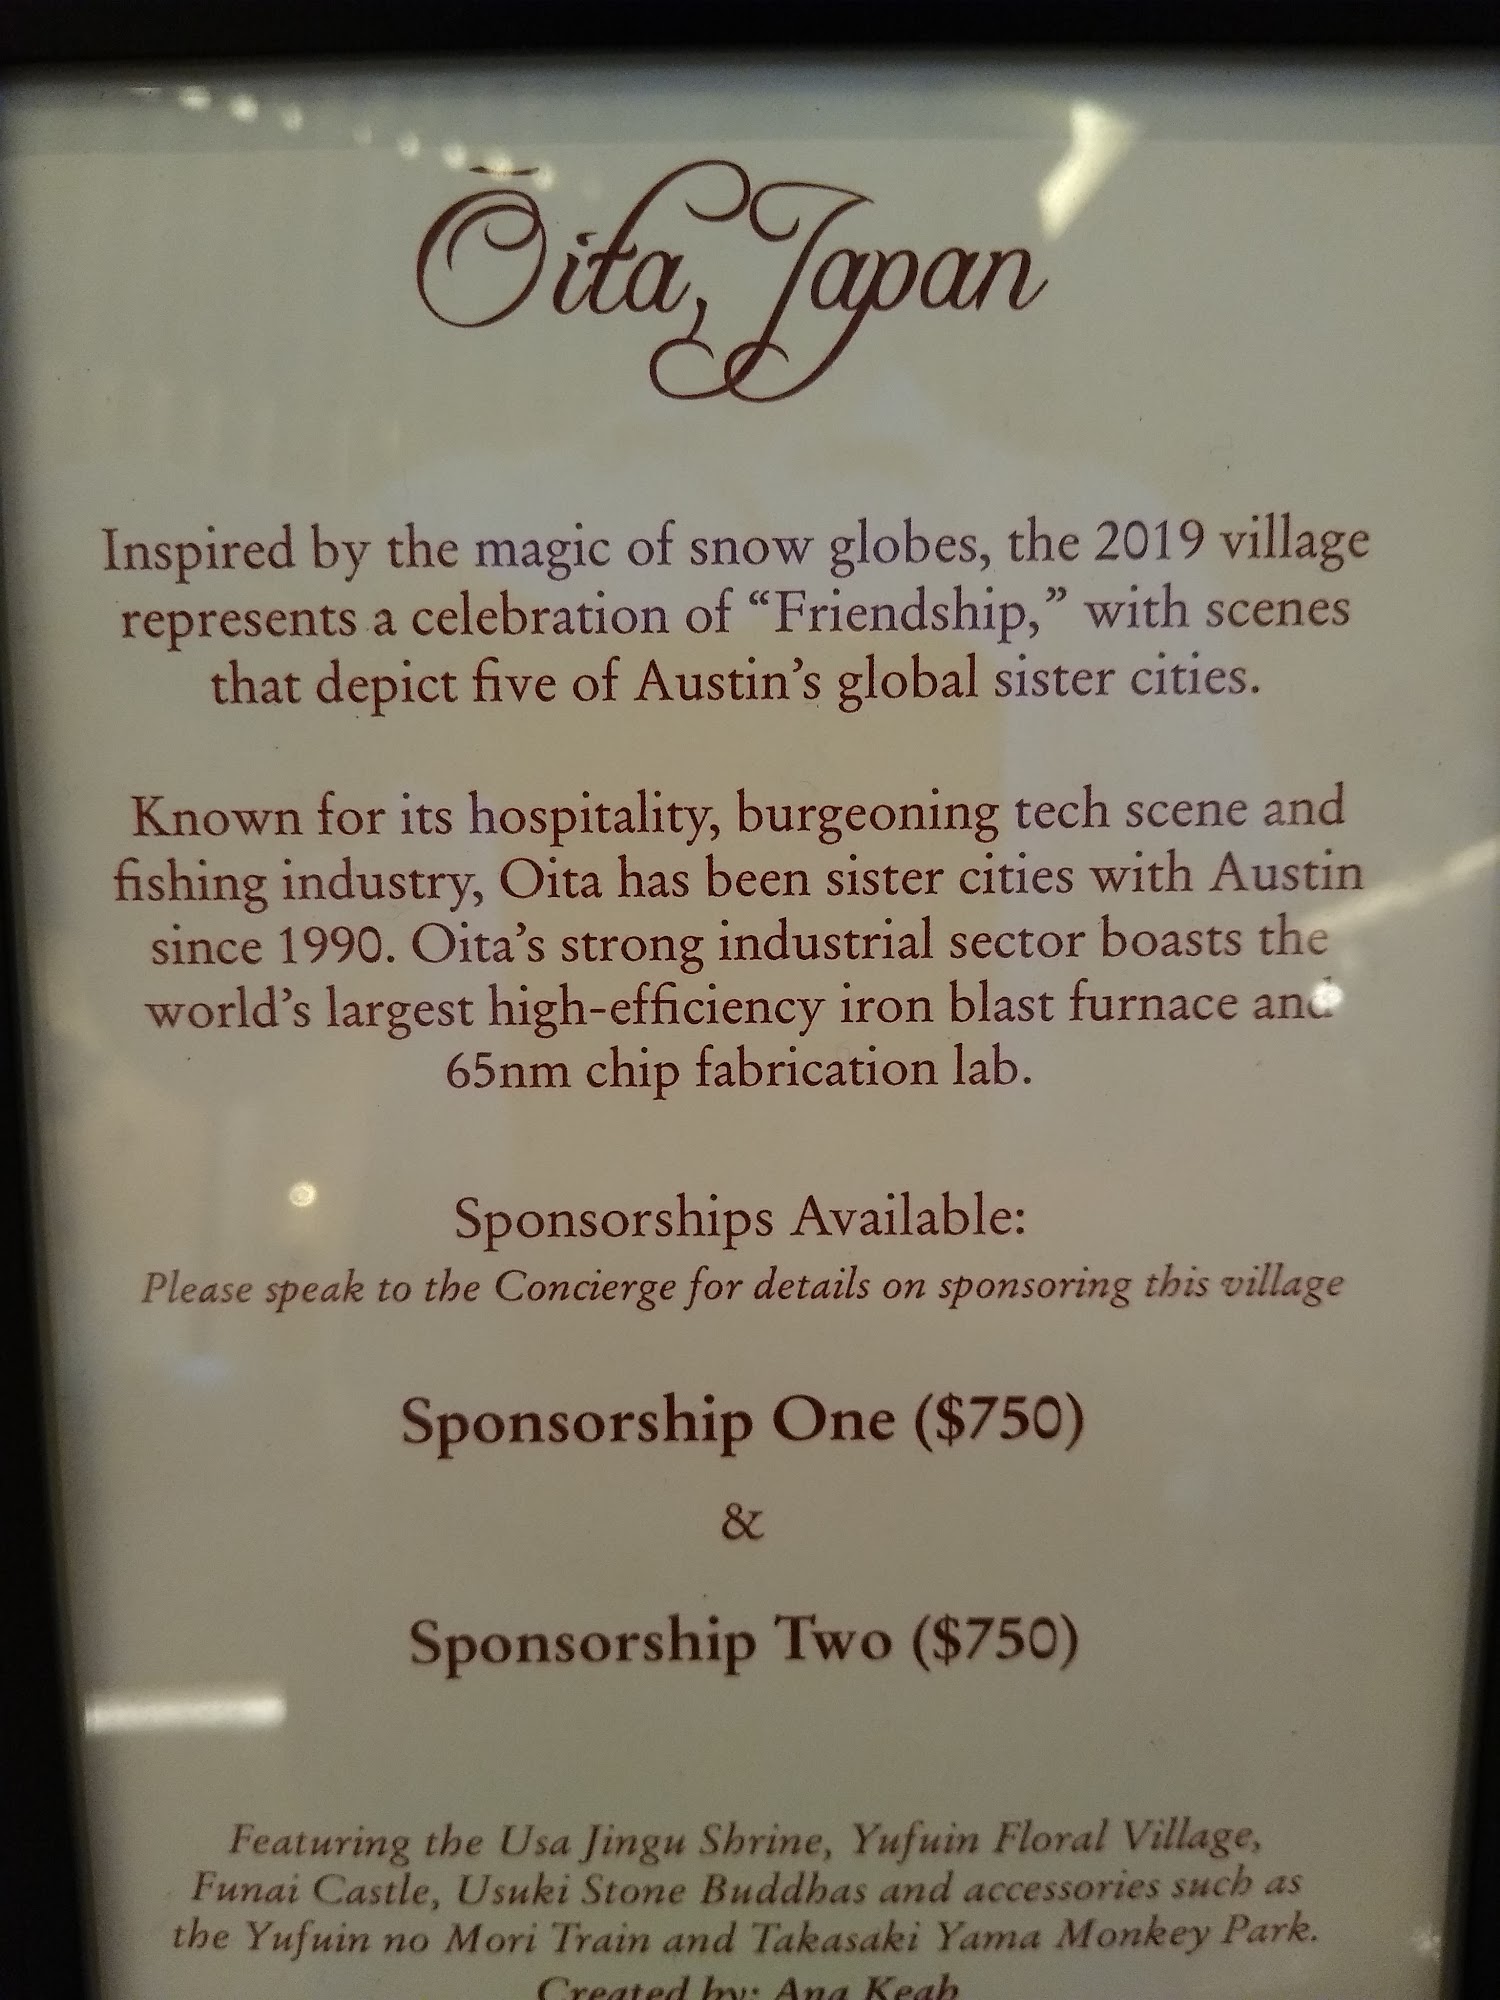 Ōita, Japan
Inspired by the magic of snow globes, the 2019 village
represents a celebration of “Friendship,” with scenes
that depict five of Austin’s global sister cities.
Known for its hospitality, burgeoning tech scene and
fishing industry, Oita has been sister cities with Austin
since 1990. Oita’s strong industrial sector boasts the
world’s largest high-efficiency iron blast furnace and
65nm chip fabrication lab.
Sponsorships Available:
Please speak to the Concierge for details on sponsoring this village
Sponsorship One ($750)
&
Sponsorship Two ($750)
Featuring the Usa Jingu Shrine, Yufuin Floral Village,
Funai Castle, Usuki Stone Buddhas and accessories such as
the Yufuin no Mori Train and Takasaki Yama Monkey Park.
Created by: Ana Keah